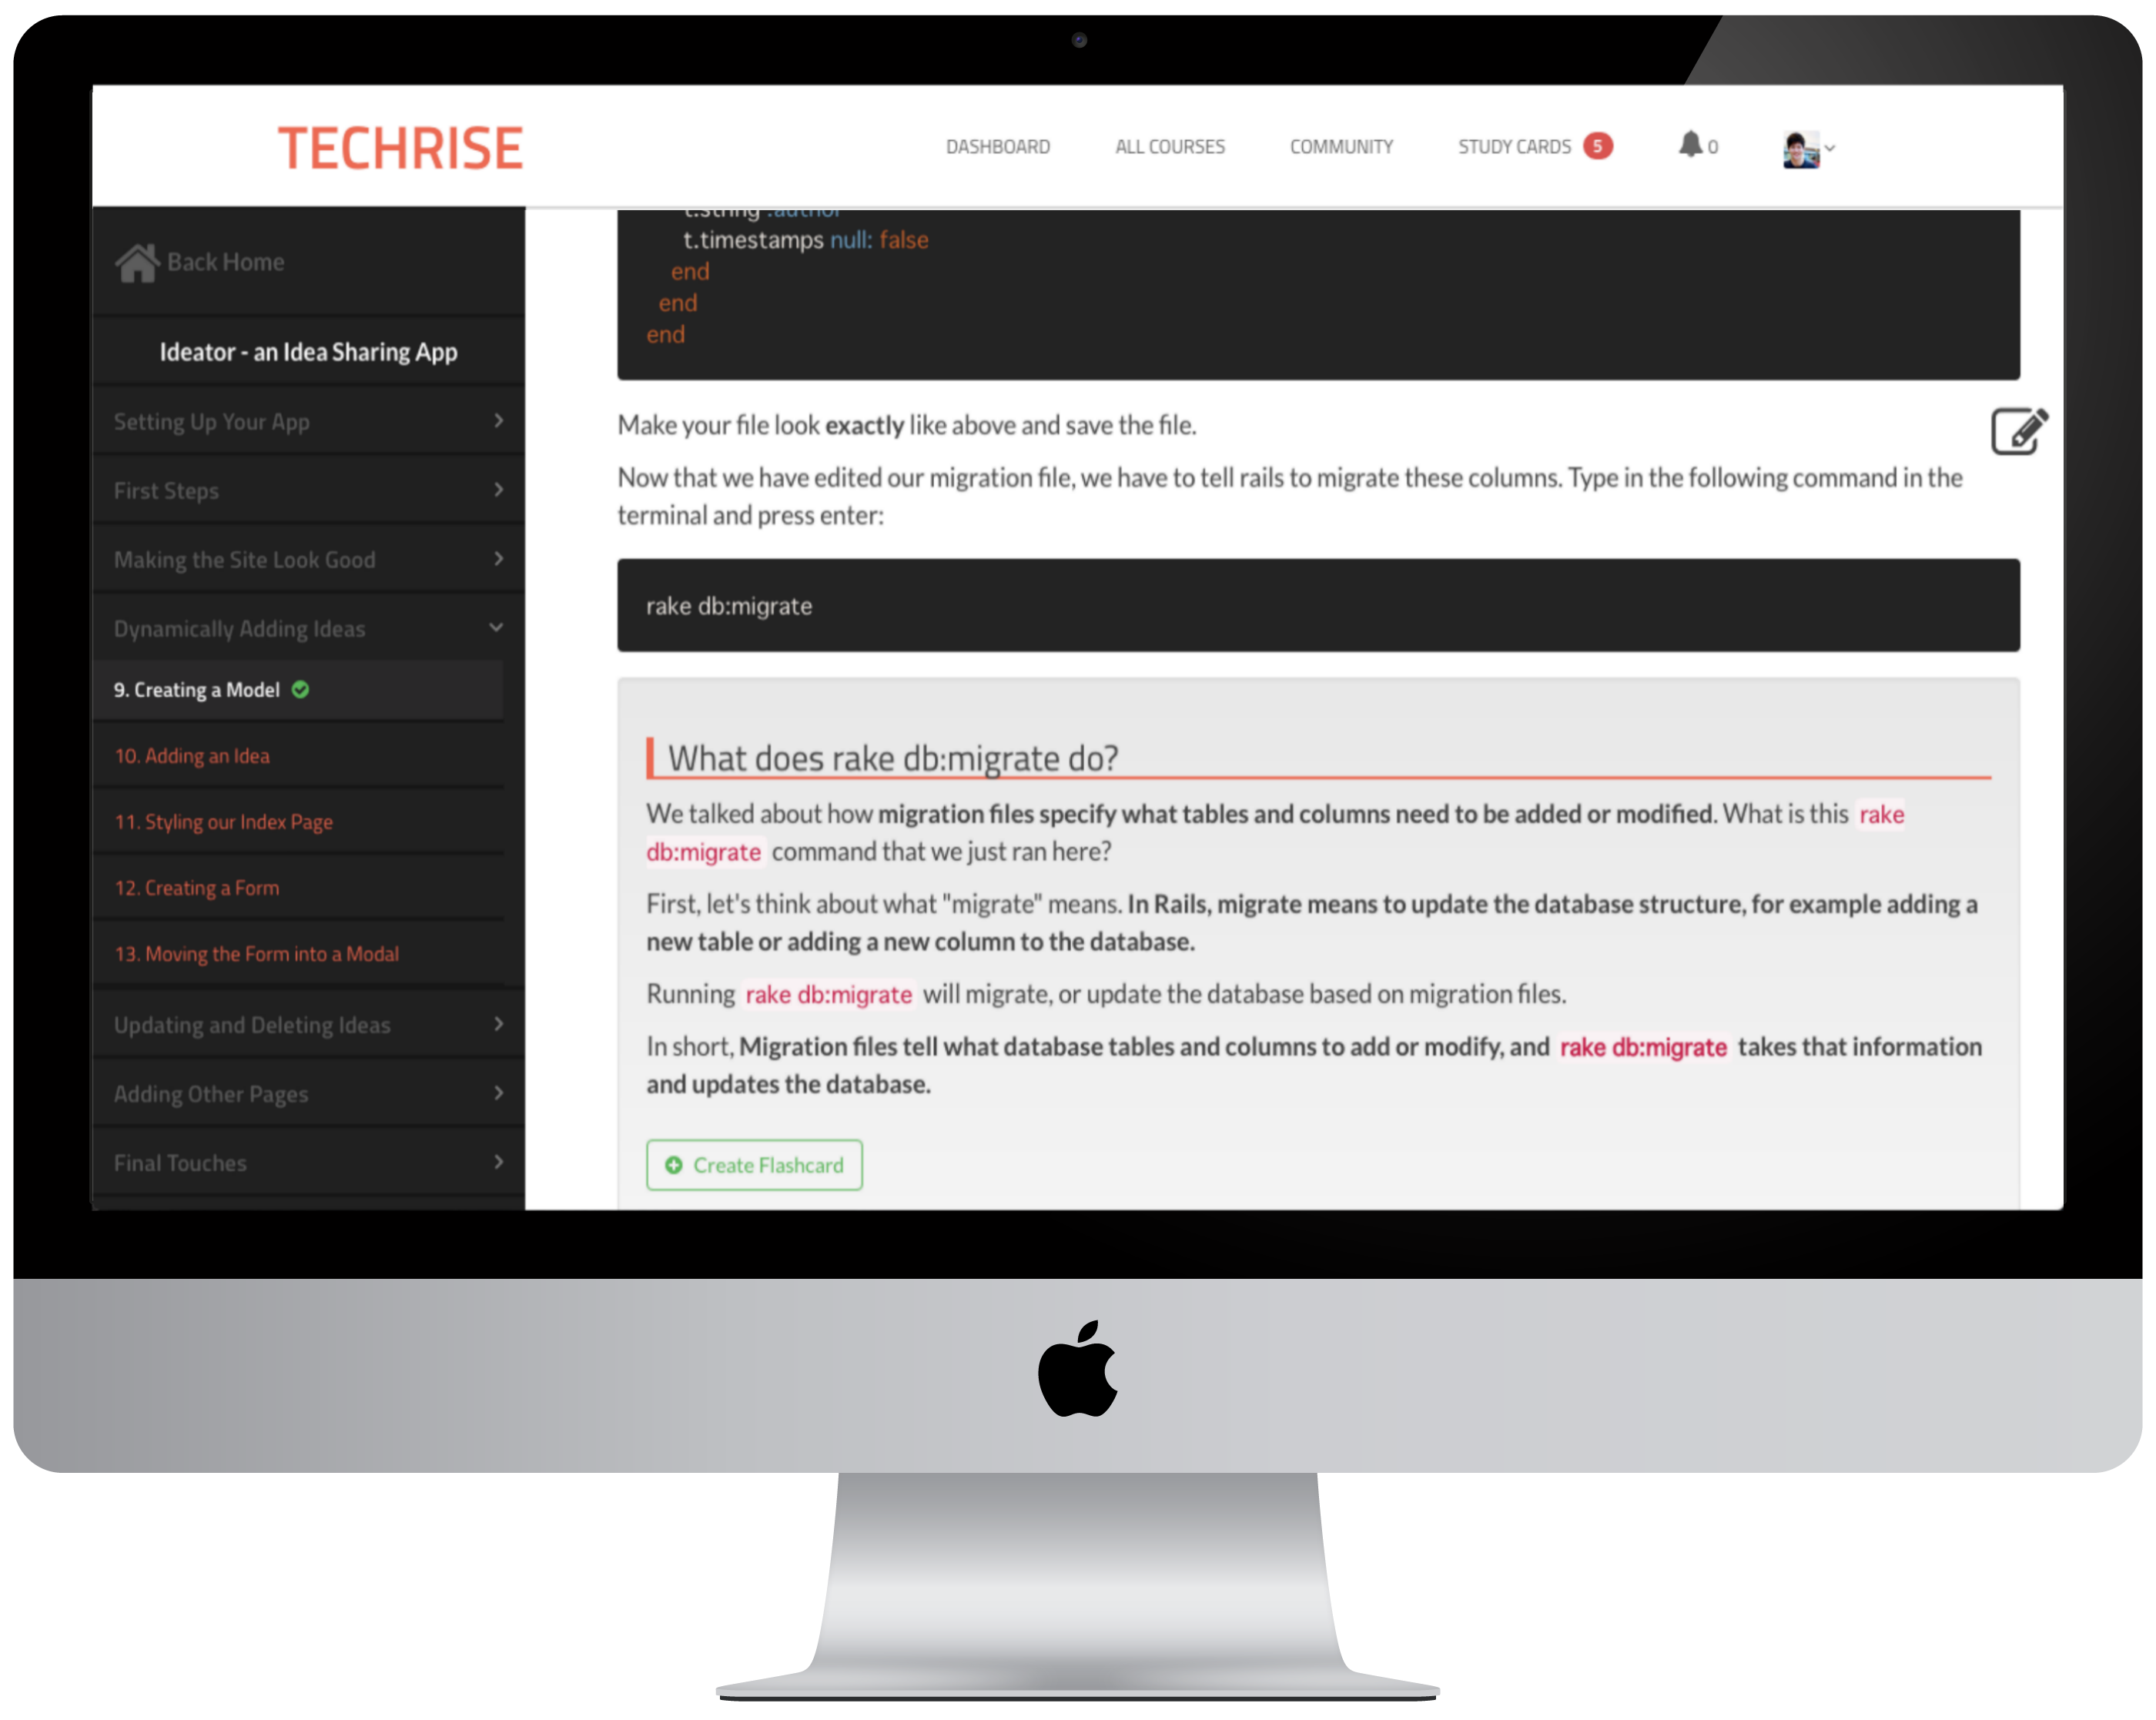 TECHRISE
DASHBOARD
ALL COURSES
COMMUNITY
STUDY CARDS 5
0
Back Home
Ideator - an Idea Sharing App
Setting Up Your App
First Steps
Making the Site Look Good
Dynamically Adding Ideas
9. Creating a Model
10. Adding an Idea
11. Styling our Index Page
12. Creating a Form
13. Moving the Form into a Modal
Updating and Deleting Ideas
Adding Other Pages
Final Touches
t.string :author
t.timestamps null: false
end
end
end
Make your file look exactly like above and save the file.
Now that we have edited our migration file, we have to tell rails to migrate these columns. Type in the following command in the
terminal and press enter:
rake db:migrate
What does rake db:migrate do?
We talked about how migration files specify what tables and columns need to be added or modified. What is this rake
db:migrate command that we just ran here?
First, let's think about what "migrate" means. In Rails, migrate means to update the database structure, for example adding a
new table or adding a new column to the database.
Running rake db:migrate will migrate, or update the database based on migration files.
In short, Migration files tell what database tables and columns to add or modify, and rake db:migrate takes that information
and updates the database.
Create Flashcard